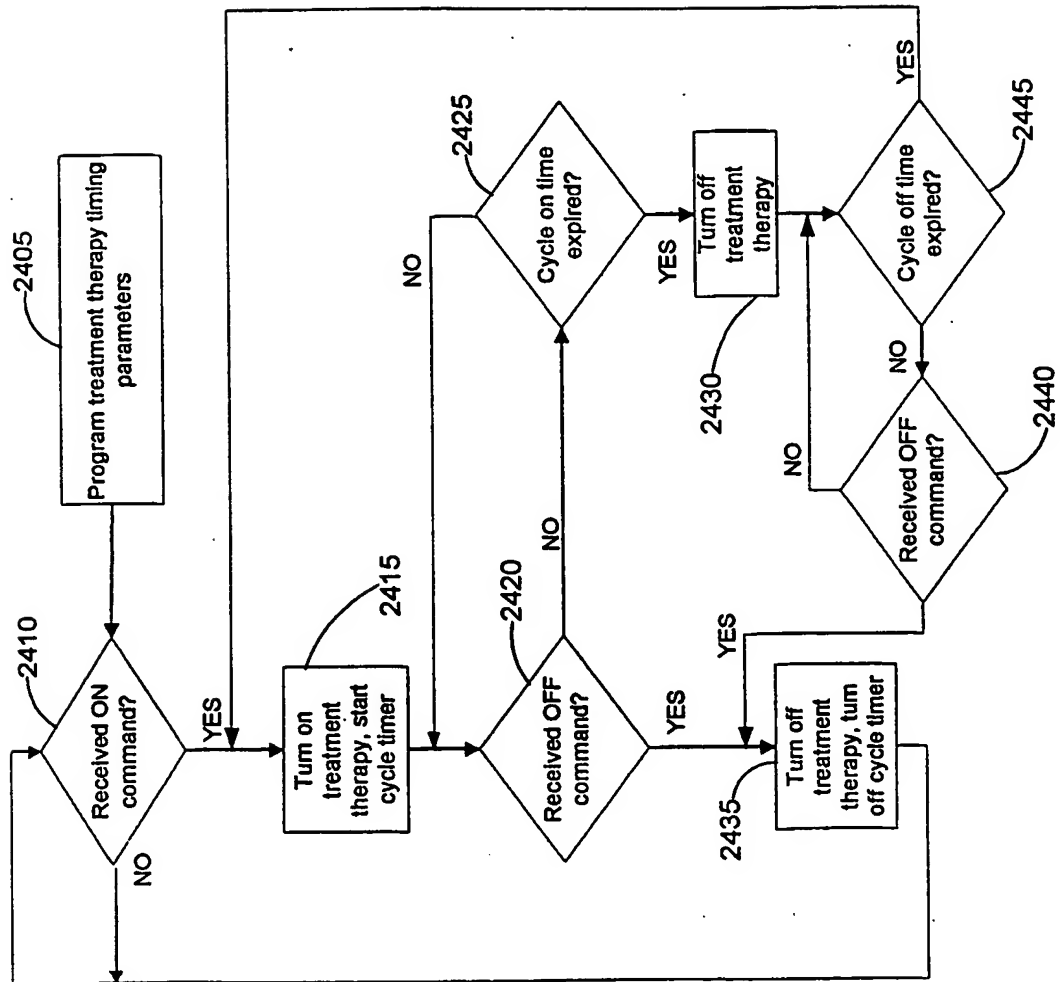 2405
Program treatment therapy timing
parameters
2410
Received ON
command?
NO
YES
2415
Turn on
treatment
therapy, start
cycle timer
2420
Received OFF
command?
NO
YES
2425
Cycle on time
expired?
NO
YES
2430
Turn off
treatment
therapy
2435
Turn off
treatment
therapy, turn
off cycle timer
2440
Received OFF
command?
NO
YES
2445
Cycle off time
expired?
NO
YES